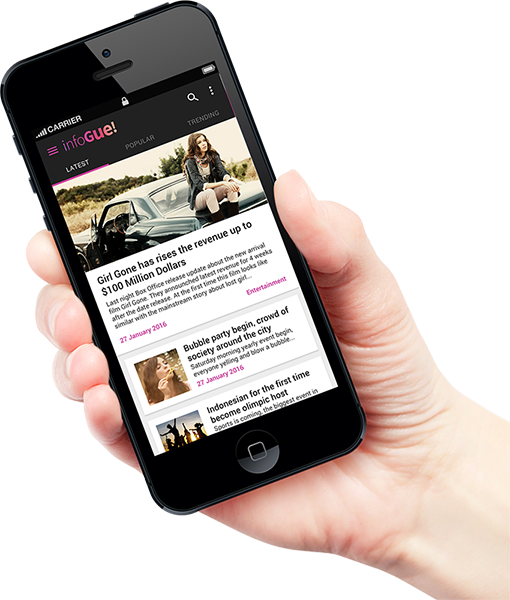 CARRIER
infoGue!
LATEST POPULAR TRENDING
Girl Gone has rises the revenue up to
$100 Million Dollars
Last night Box Office release update about the new arrival
film Girl Gone. They announced latest revenue for 4 weeks
after the date release. At the first time this film looks like
similar with the mainstream story about lost girl...
27 January 2016 Entertainment
Bubble party begin, crowd of
society around the city
Saturday morning yearly event begin,
everyone yelling and blow a bubble...
27 January 2016
Indonesian for the first time
become olimpic host
Sports is coming, the biggest event in